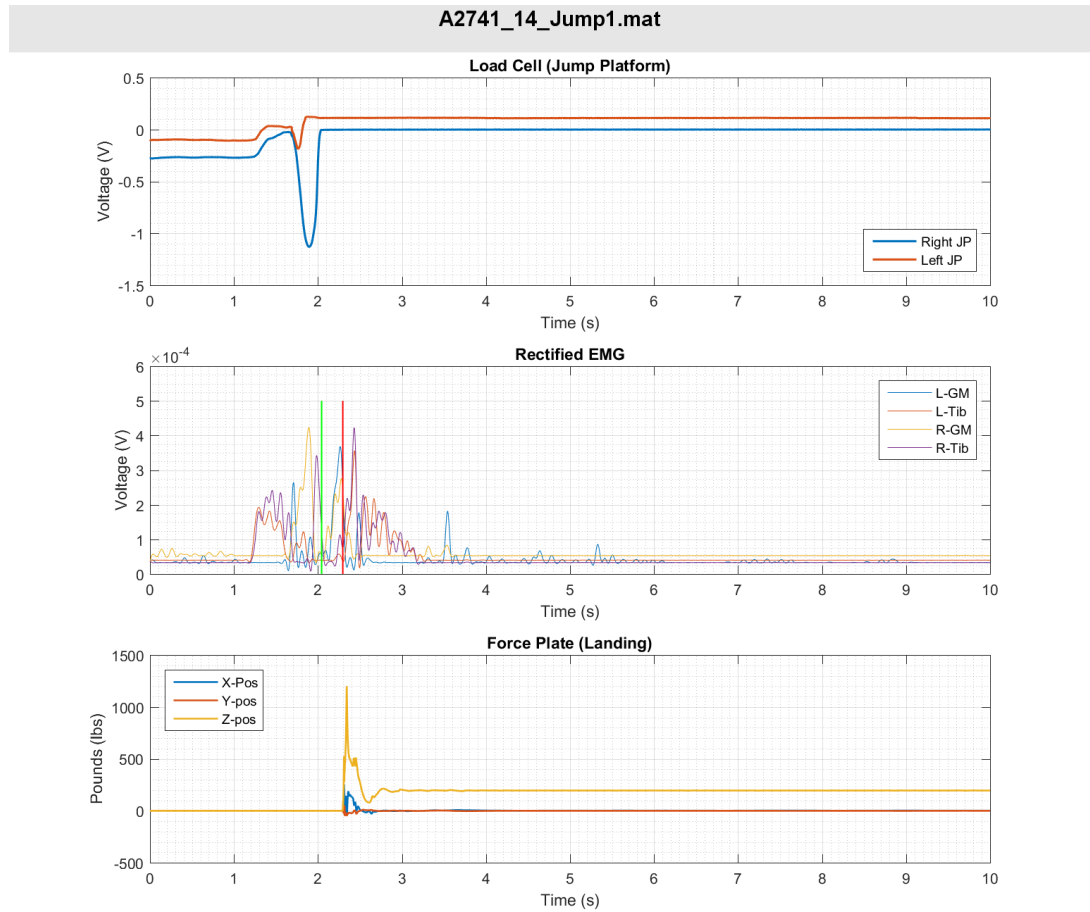 A2741_14_Jump1.mat
Load Cell (Jump Platform)
0.5
0
-0.5
-1
-1.5
Voltage (V)
Right JP
Left JP
0 1 2 3 4 5 6 7 8 9 10
Time (s)
Rectified EMG
×10⁻⁴
6
5
4
3
2
1
0
Voltage (V)
L-GM
L-Tib
R-GM
R-Tib
0 1 2 3 4 5 6 7 8 9 10
Time (s)
Force Plate (Landing)
1500
1000
500
0
-500
Pounds (lbs)
X-Pos
Y-pos
Z-pos
0 1 2 3 4 5 6 7 8 9 10
Time (s)